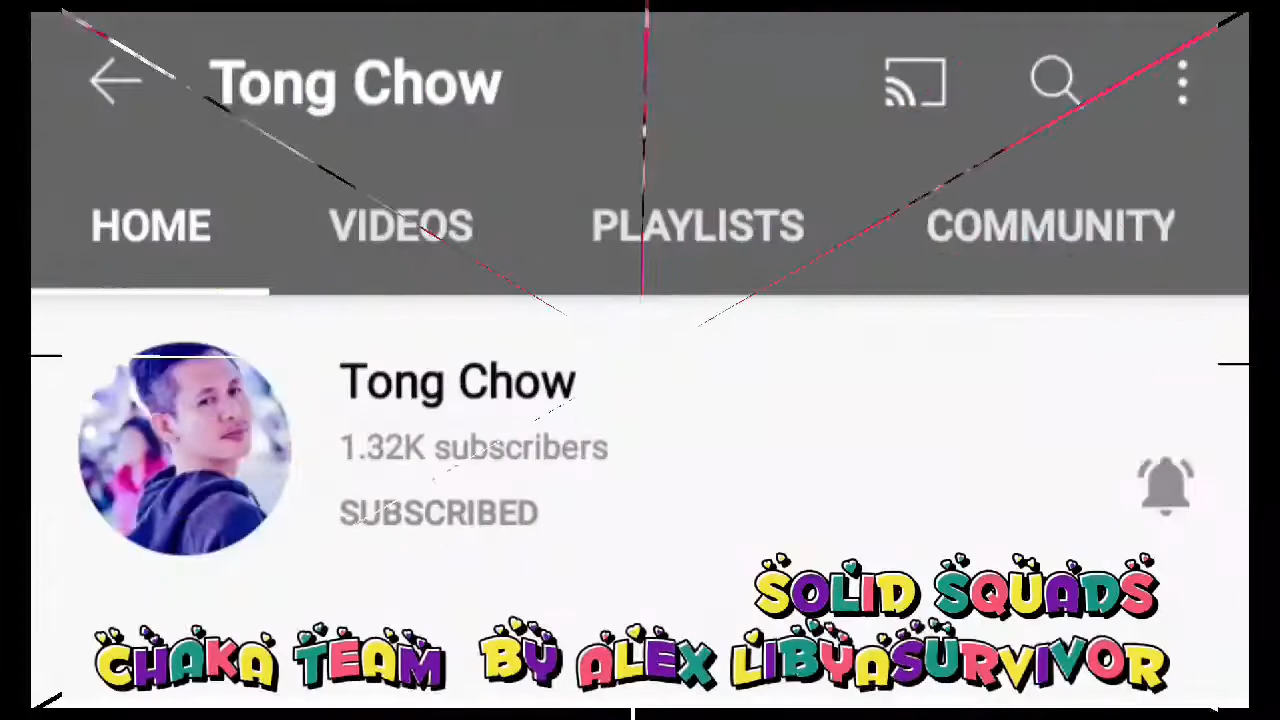 Tong Chow
HOME VIDEOS PLAYLISTS COMMUNITY
Tong Chow
1.32K subscribers
SUBSCRIBED
SOLID SQUADS
CHAKA TEAM BY ALEX LIBYASURVIVOR